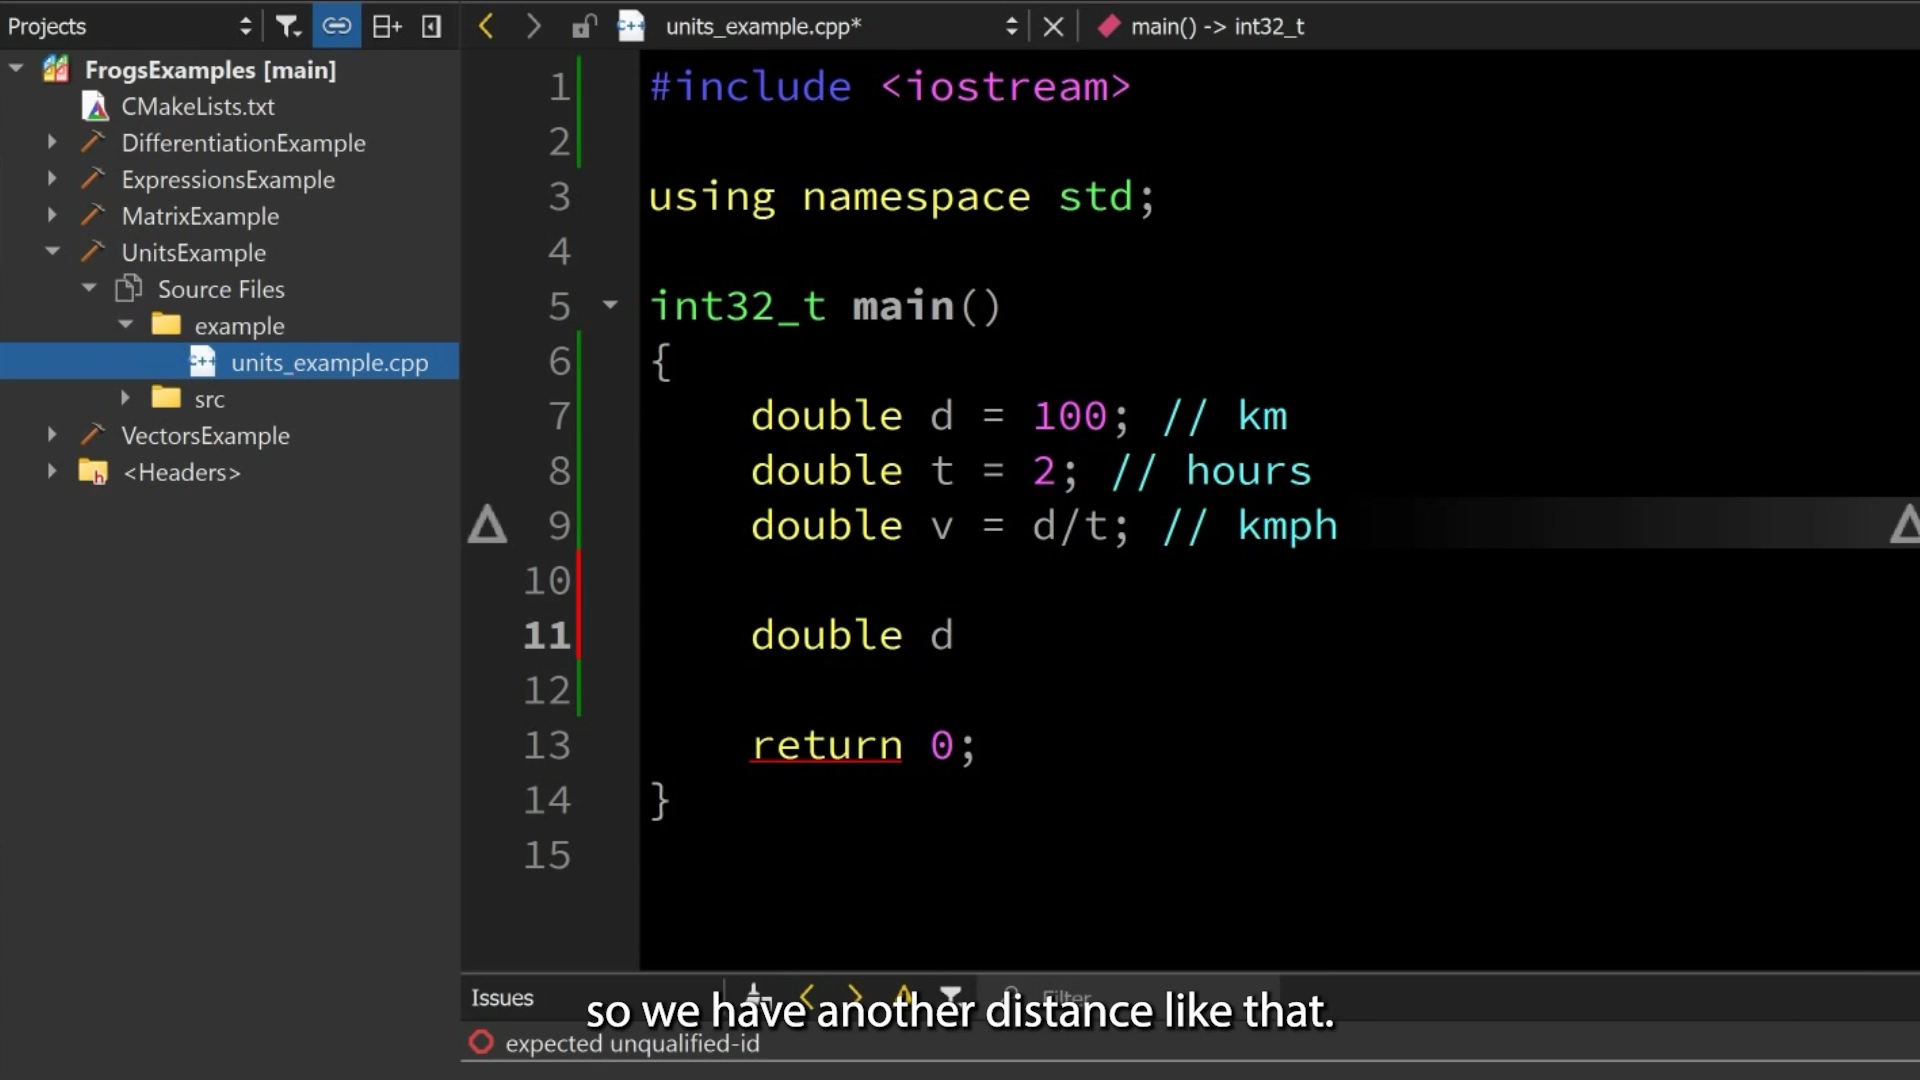 Projects
units_example.cpp*
main() -> int32_t
FrogsExamples [main]
CMakeLists.txt
DifferentiationExample
ExpressionsExample
MatrixExample
UnitsExample
Source Files
example
units_example.cpp
src
VectorsExample
<Headers>
1 #include <iostream>
2
3 using namespace std;
4
5 int32_t main()
6 {
7 double d = 100; // km
8 double t = 2; // hours
9 double v = d/t; // kmph
10
11 double d
12
13 return 0;
14 }
15
Issues
Filter
so we have another distance like that.
expected unqualified-id